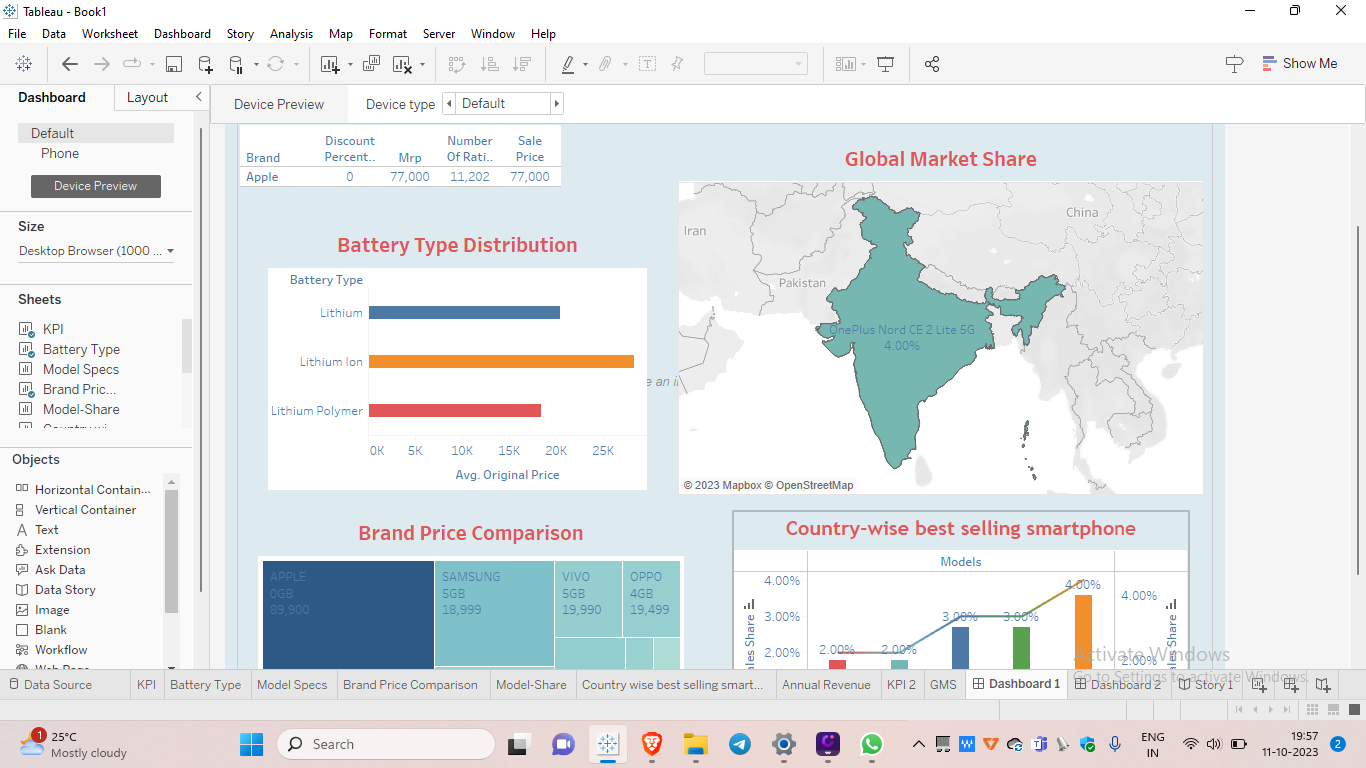 Tableau - Book1
File Data Worksheet Dashboard Story Analysis Map Format Server Window Help
Show Me
Dashboard Layout
Device Preview Device type Default
Default
Phone
Device Preview
Size
Desktop Browser (1000 ...
Sheets
KPI
Battery Type
Model Specs
Brand Pric...
Model-Share
Objects
Horizontal Contain...
Vertical Container
Text
Extension
Ask Data
Data Story
Image
Blank
Workflow
Discount Number Sale
Percent.. Of Rati.. Price
Brand Mrp
Apple 0 77,000 11,202 77,000
Battery Type Distribution
Battery Type
Lithium
Lithium Ion
Lithium Polymer
0K 5K 10K 15K 20K 25K
Avg. Original Price
e an i
Global Market Share
Iran
China
Pakistan
OnePlus Nord CE 2 Lite 5G
4.00%
© 2023 Mapbox © OpenStreetMap
Brand Price Comparison
APPLE
0GB
89,900
SAMSUNG
5GB
18,999
VIVO
5GB
19,990
OPPO
4GB
19,499
Country-wise best selling smartphone
Models
4.00%
3.00%
2.00%
les Share
2.00% 2.00% 3.00% 3.00% 4.00%
4.00%
2.00%
les Share
Activate Windows
Go to Settings to activate Windows.
Data Source KPI Battery Type Model Specs Brand Price Comparison Model-Share Country wise best selling smart... Annual Revenue KPI 2 GMS Dashboard 1 Dashboard 2 Story 1
1
25°C
Mostly cloudy
Search
W
ENG
IN
19:57
11-10-2023
2